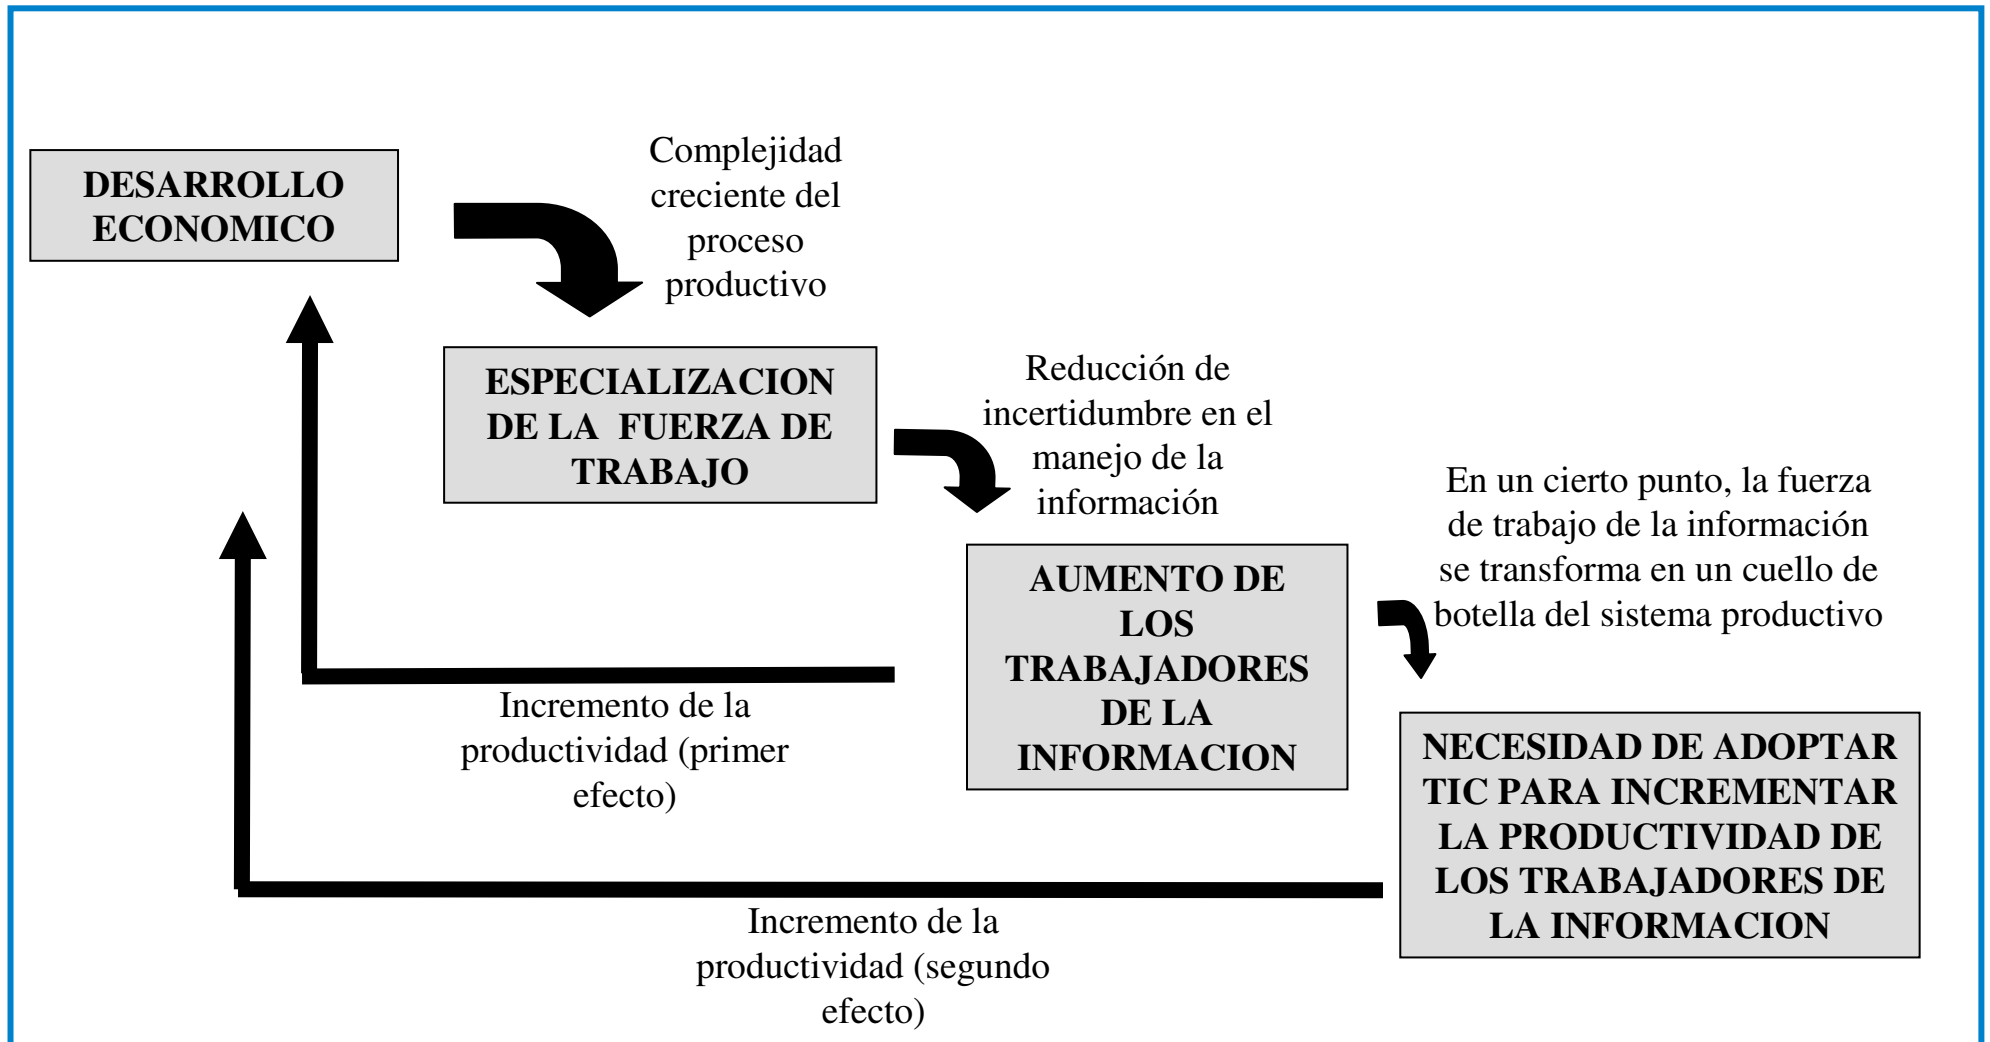 DESARROLLO
ECONOMICO
Complejidad
creciente del
proceso
productivo
ESPECIALIZACION
DE LA FUERZA DE
TRABAJO
Reducción de
incertidumbre en el
manejo de la
información
AUMENTO DE
LOS
TRABAJADORES
DE LA
INFORMACION
En un cierto punto, la fuerza
de trabajo de la información
se transforma en un cuello de
botella del sistema productivo
NECESIDAD DE ADOPTAR
TIC PARA INCREMENTAR
LA PRODUCTIVIDAD DE
LOS TRABAJADORES DE
LA INFORMACION
Incremento de la
productividad (primer
efecto)
Incremento de la
productividad (segundo
efecto)